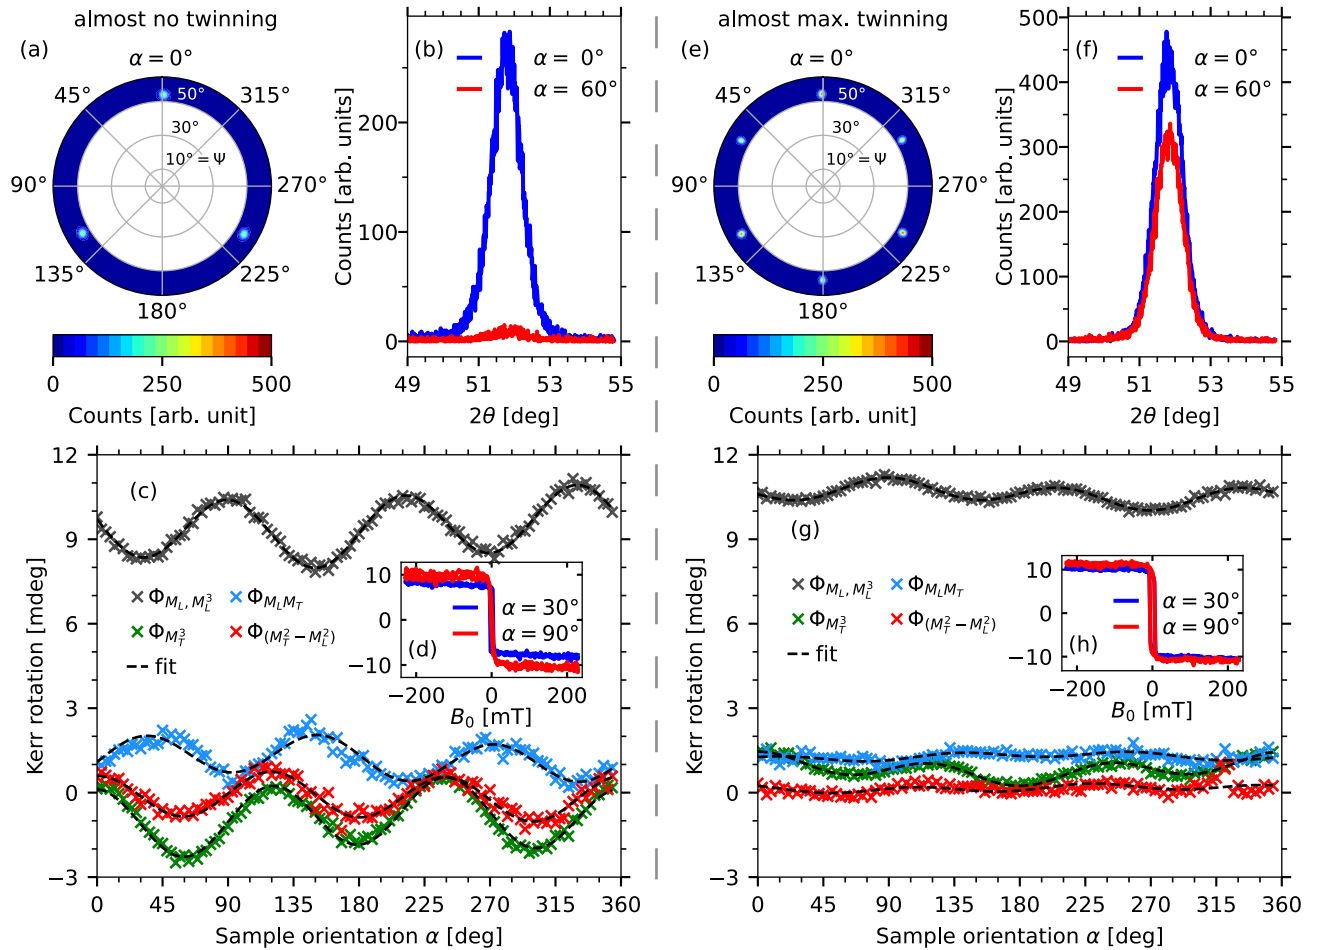 almost no twinning
(a)
α = 0°
45°
315°
50°
30°
10° = Ψ
90°
270°
135°
225°
180°
0
250
500
Counts [arb. unit]
(b)
α = 0°
α = 60°
Counts [arb. units]
200
100
0
49
51
53
55
2θ [deg]
almost max. twinning
(e)
α = 0°
45°
315°
50°
30°
10° = Ψ
90°
270°
135°
225°
180°
0
250
500
Counts [arb. unit]
(f)
α = 0°
α = 60°
Counts [arb. units]
500
400
300
200
100
0
49
51
53
55
2θ [deg]
(c)
Kerr rotation [mdeg]
12
9
6
3
0
−3
Φ_{M_L, M_L^3}
Φ_{M_L M_T}
Φ_{M_T^3}
Φ_{(M_T^2 − M_L^2)}
fit
10
0
−10
α = 30°
α = 90°
(d)
−200
0
200
B_0 [mT]
0
45
90
135
180
225
270
315
360
Sample orientation α [deg]
(g)
Kerr rotation [mdeg]
12
9
6
3
0
−3
Φ_{M_L, M_L^3}
Φ_{M_L M_T}
Φ_{M_T^3}
Φ_{(M_T^2 − M_L^2)}
fit
10
0
−10
α = 30°
α = 90°
(h)
−200
0
200
B_0 [mT]
0
45
90
135
180
225
270
315
360
Sample orientation α [deg]